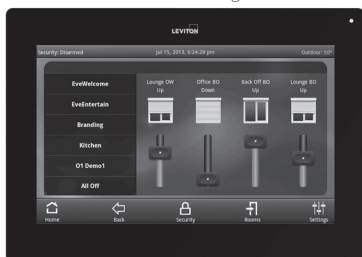 LEVITON
Security: Disarmed
Jul 15, 2013, 6:24:29 pm
Outdoor: 50°
EveWelcome
EveEntertain
Branding
Kitchen
O1 Demo1
All Off
Lounge OW
Up
Office BO
Down
Back Off BO
Up
Lounge BO
Up
Home
Back
Security
Rooms
Settings